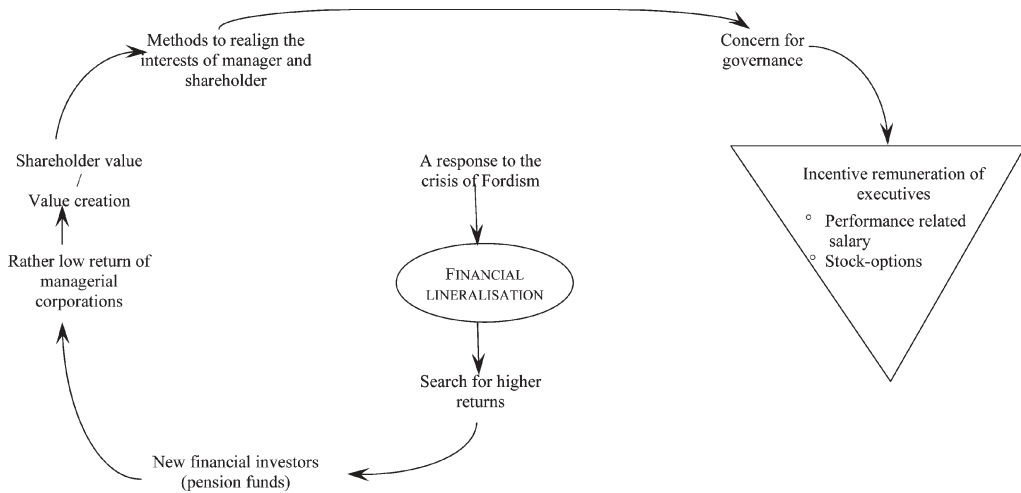 Methods to realign the
interests of manager and
shareholder
Concern for
governance
Shareholder value
/
Value creation
A response to the
crisis of Fordism
Incentive remuneration of
executives
° Performance related
salary
° Stock-options
Rather low return of
managerial
corporations
FINANCIAL
LINERALISATION
Search for higher
returns
New financial investors
(pension funds)